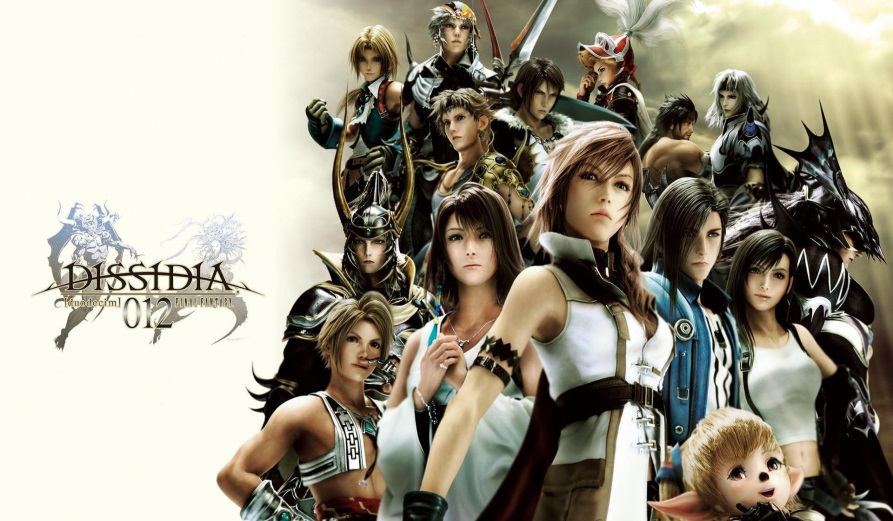 DISSIDIA
[duodecim] FINAL FANTASY
012